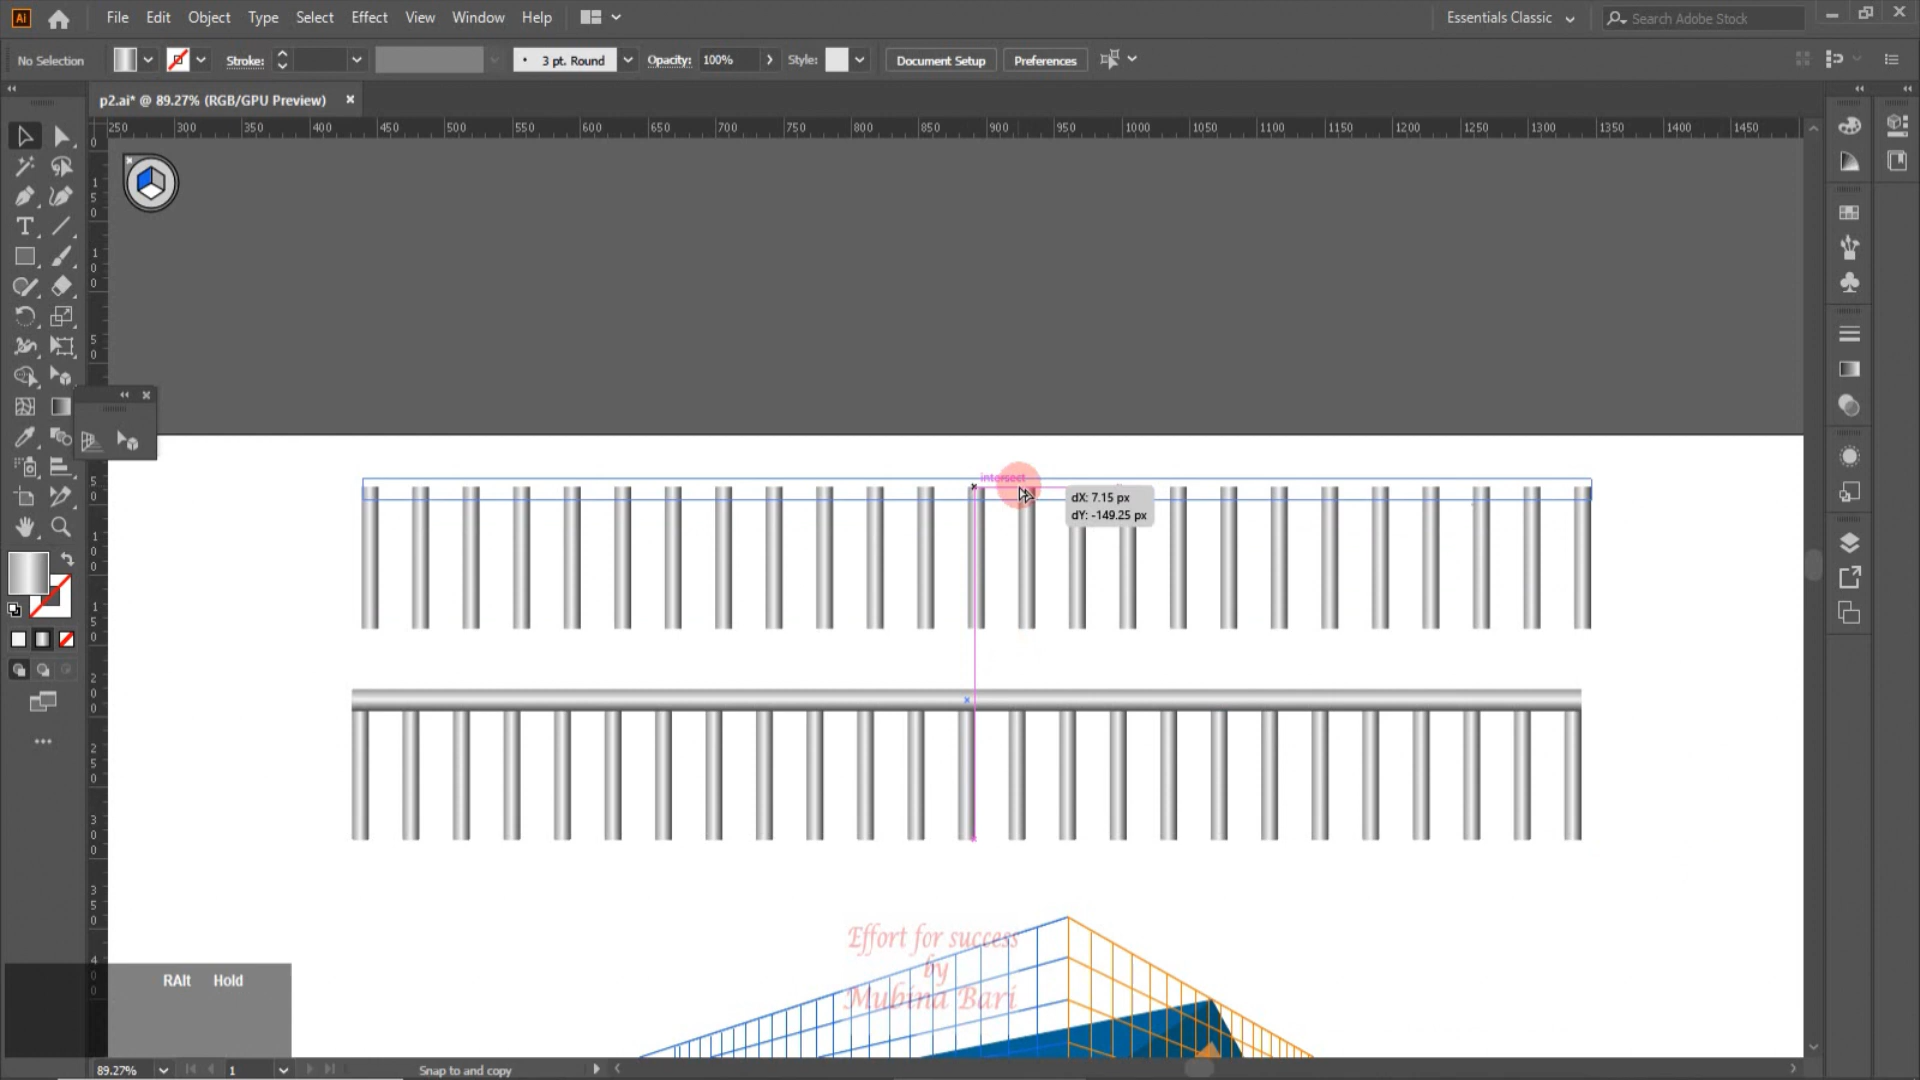 File Edit Object Type Select Effect View Window Help
Essentials Classic
Search Adobe Stock
No Selection
Stroke:
3 pt. Round
Opacity: 100%
Style:
Document Setup
Preferences
p2.ai* @ 89.27% (RGB/GPU Preview)
250 300 350 400 450 500 550 600 650 700 750 800 850 900 950 1000 1050 1100 1150 1200 1250 1300 1350 1400 1450
intersect
dX: 7.15 px
dY: -149.25 px
Effort for success
by
Mubina Bari
RAlt Hold
89.27%
1
Snap to and copy